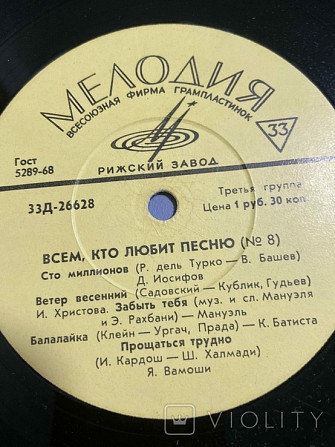 МЕЛОДИЯ
ВСЕСОЮЗНАЯ ФИРМА ГРАМПЛАСТИНОК
33
Гост
5289-68
РИЖСКИЙ ЗАВОД
33Д-26628
Третья группа
Цена 1 руб. 30 коп.
ВСЕМ, КТО ЛЮБИТ ПЕСНЮ (№ 8)
Сто миллионов (Р. дель Турко — В. Башев)
Д. Иосифов
Ветер весенний (Садовский — Кублик, Гудьев)
И. Христова. Забыть тебя (муз. и сл. Мануэля
и Э. Рахбани) — Мануэль
Балалайка (Клейн — Ургач, Прада) — К. Батиста
Прощаться трудно
(И. Кардош — Ш. Халмади)
Я. Вамоши
VIOLITY